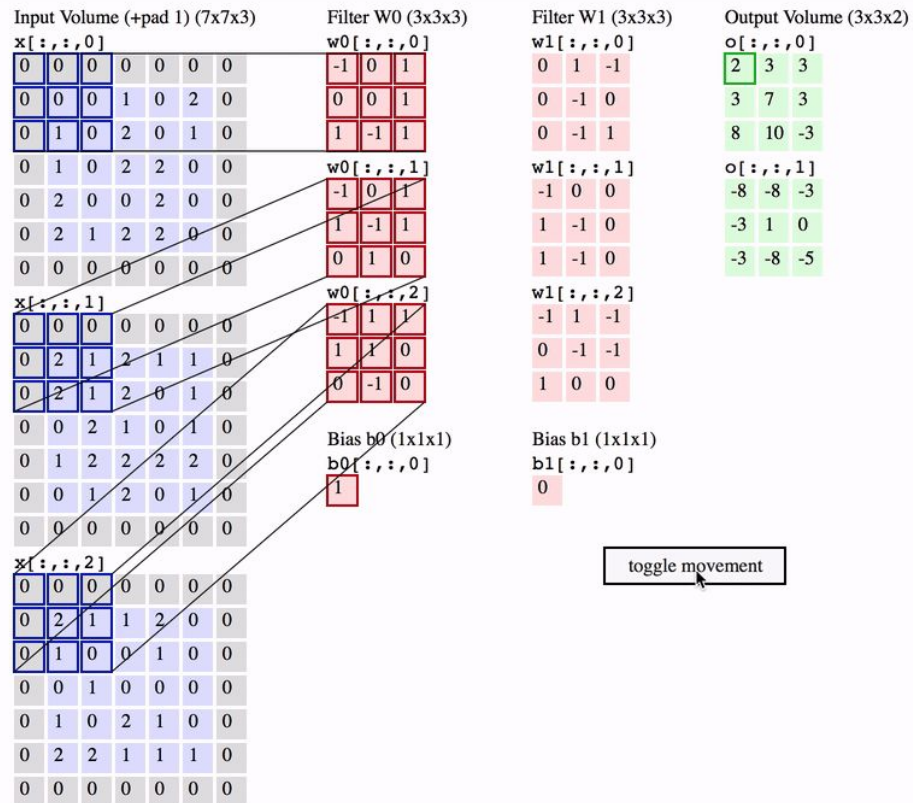 Input Volume (+pad 1) (7x7x3)
x[:,:,0]
0 0 0 0 0 0 0
0 0 0 1 0 2 0
0 1 0 2 0 1 0
0 1 0 2 2 0 0
0 2 0 0 2 0 0
0 2 1 2 2 0 0
0 0 0 0 0 0 0
x[:,:,1]
0 0 0 0 0 0 0
0 2 1 2 1 1 0
0 2 1 2 0 1 0
0 0 2 1 0 1 0
0 1 2 2 2 2 0
0 0 1 2 0 1 0
0 0 0 0 0 0 0
x[:,:,2]
0 0 0 0 0 0 0
0 2 1 1 2 0 0
0 1 0 0 1 0 0
0 0 1 0 0 0 0
0 1 0 2 1 0 0
0 2 2 1 1 1 0
0 0 0 0 0 0 0
Filter W0 (3x3x3)
w0[:,:,0]
-1 0 1
0 0 1
1 -1 1
w0[:,:,1]
-1 0 1
1 -1 1
0 1 0
w0[:,:,2]
-1 1 1
1 1 0
0 -1 0
Bias b0 (1x1x1)
b0[:,:,0]
1
Filter W1 (3x3x3)
w1[:,:,0]
0 1 -1
0 -1 0
0 -1 1
w1[:,:,1]
-1 0 0
1 -1 0
1 -1 0
w1[:,:,2]
-1 1 -1
0 -1 -1
1 0 0
Bias b1 (1x1x1)
b1[:,:,0]
0
Output Volume (3x3x2)
o[:,:,0]
2 3 3
3 7 3
8 10 -3
o[:,:,1]
-8 -8 -3
-3 1 0
-3 -8 -5
toggle movement